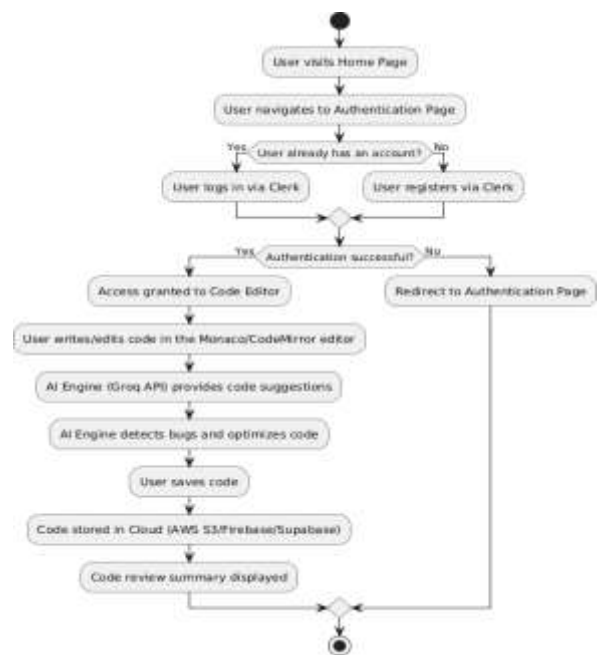 User visits Home Page
User navigates to Authentication Page
User already has an account?
Yes
No
User logs in via Clerk
User registers via Clerk
Authentication successful?
Yes
No
Access granted to Code Editor
Redirect to Authentication Page
User writes/edits code in the Monaco/CodeMirror editor
AI Engine (Groq API) provides code suggestions
AI Engine detects bugs and optimizes code
User saves code
Code stored in Cloud (AWS S3/Firebase/Supabase)
Code review summary displayed